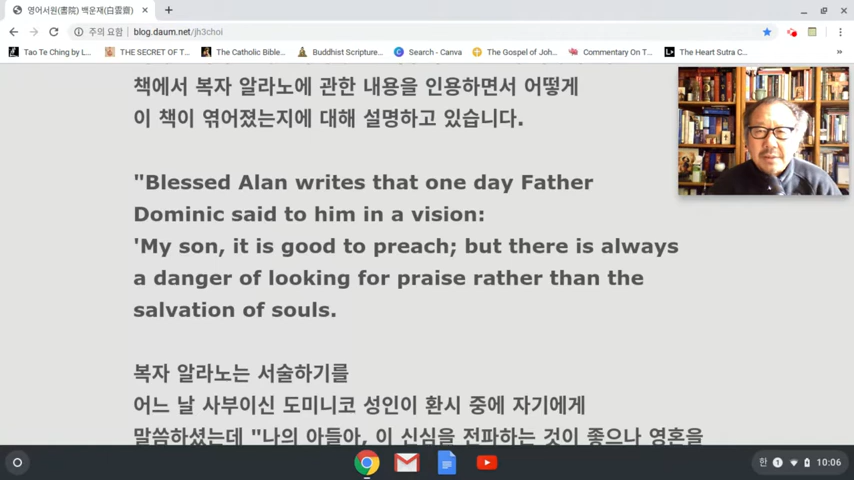 영어서원(書院) 백운재(白雲齋)
주의 요함
blog.daum.net/jh3choi
Tao Te Ching by L...
THE SECRET OF T...
The Catholic Bible...
Buddhist Scripture...
Search - Canva
The Gospel of Joh...
Commentary On T...
The Heart Sutra C...
책에서 복자 알라노에 관한 내용을 인용하면서 어떻게
이 책이 엮어졌는지에 대해 설명하고 있습니다.
"Blessed Alan writes that one day Father
Dominic said to him in a vision:
'My son, it is good to preach; but there is always
a danger of looking for praise rather than the
salvation of souls.
복자 알라노는 서술하기를
어느 날 사부이신 도미니코 성인이 환시 중에 자기에게
말씀하셨는데 "나의 아들아, 이 신심을 전파하는 것이 좋으나 영혼을
한
10:06